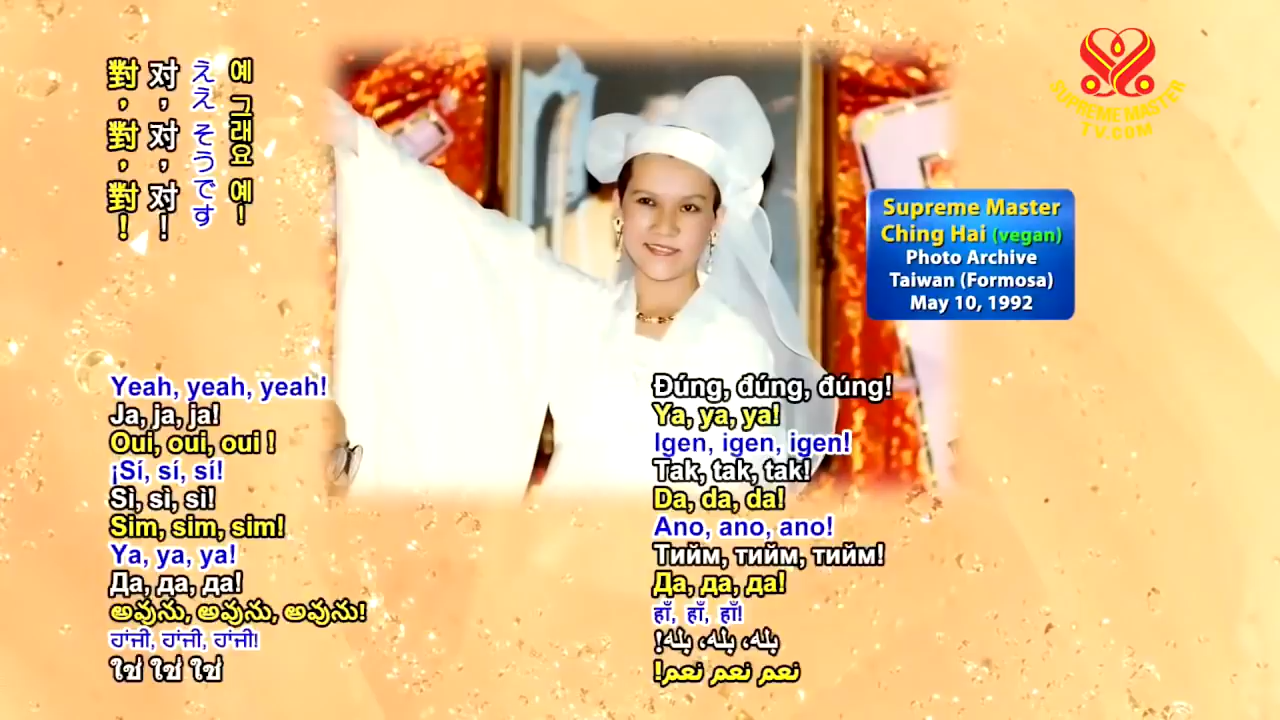 예 그래요 예!
ええ そうです
对，对，对！
對，對，對！
SUPREME MASTER
TV.COM
Supreme Master
Ching Hai (vegan)
Photo Archive
Taiwan (Formosa)
May 10, 1992
Yeah, yeah, yeah!
Ja, ja, ja!
Oui, oui, oui !
¡Sí, sí, sí!
Sì, sì, sì!
Sim, sim, sim!
Ya, ya, ya!
Да, да, да!
అవును, అవును, అవును!
ਹਾਂਜੀ, ਹਾਂਜੀ, ਹਾਂਜੀ!
ใช่ ใช่ ใช่
Đúng, đúng, đúng!
Ya, ya, ya!
Igen, igen, igen!
Tak, tak, tak!
Da, da, da!
Ano, ano, ano!
Тийм, тийм, тийм!
Да, да, да!
हाँ, हाँ, हाँ!
بله، بله، بله!
نعم نعم نعم!